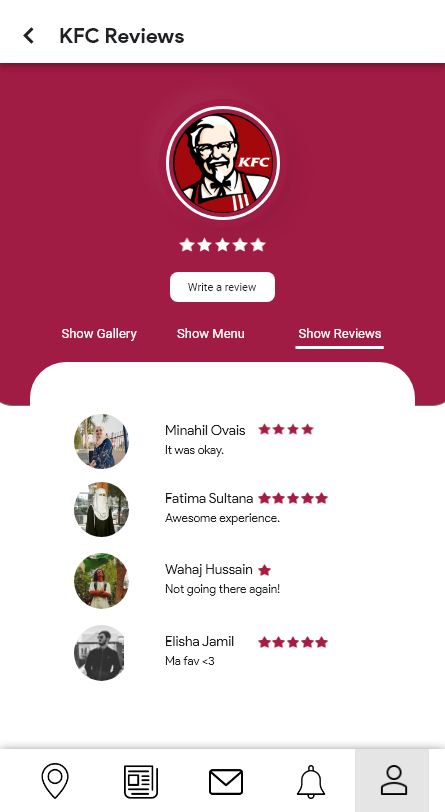 KFC Reviews
KFC
Write a review
Show Gallery Show Menu Show Reviews
Minahil Ovais
It was okay.
Fatima Sultana
Awesome experience.
Wahaj Hussain
Not going there again!
Elisha Jamil
Ma fav <3